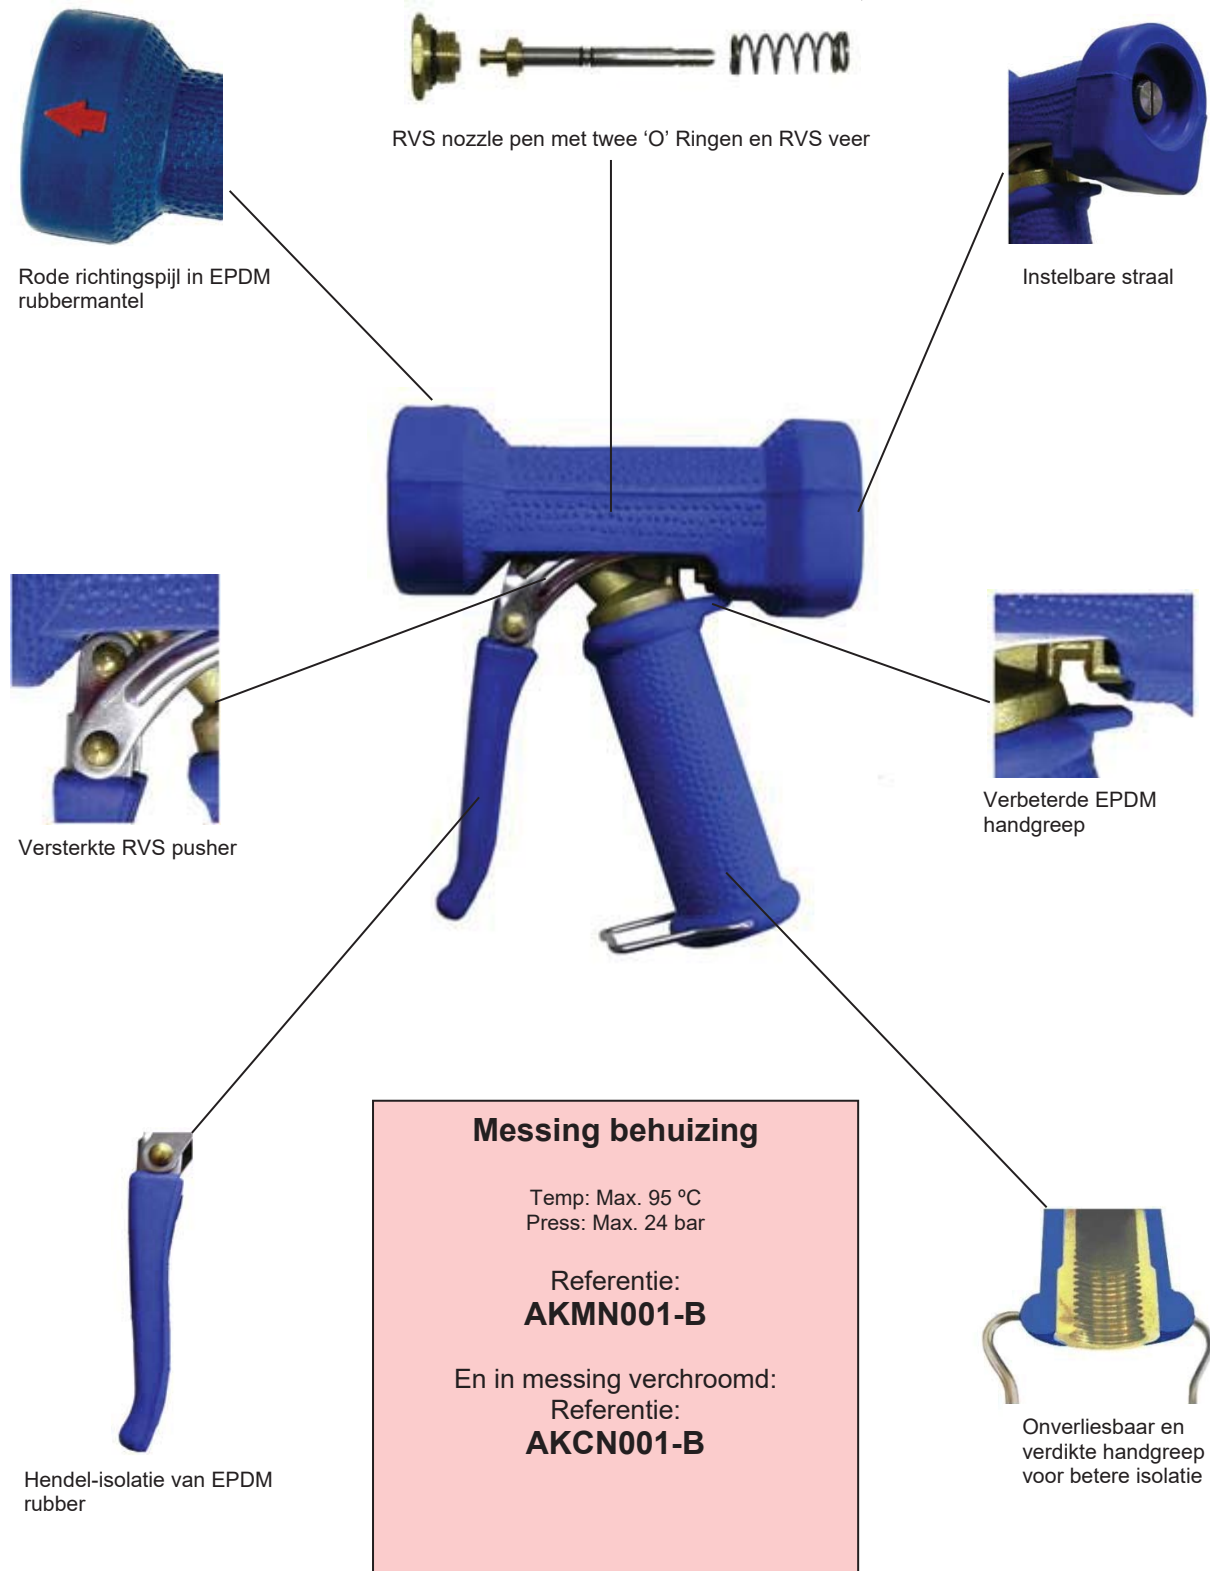 RVS nozzle pen met twee ‘O’ Ringen en RVS veer
Rode richtingspijl in EPDM
rubbermantel
Instelbare straal
Versterkte RVS pusher
Verbeterde EPDM
handgreep
Hendel-isolatie van EPDM
rubber
Messing behuizing
Temp: Max. 95 ºC
Press: Max. 24 bar
Referentie:
AKMN001-B
En in messing verchroomd:
Referentie:
AKCN001-B
Onverliesbaar en
verdikte handgreep
voor betere isolatie